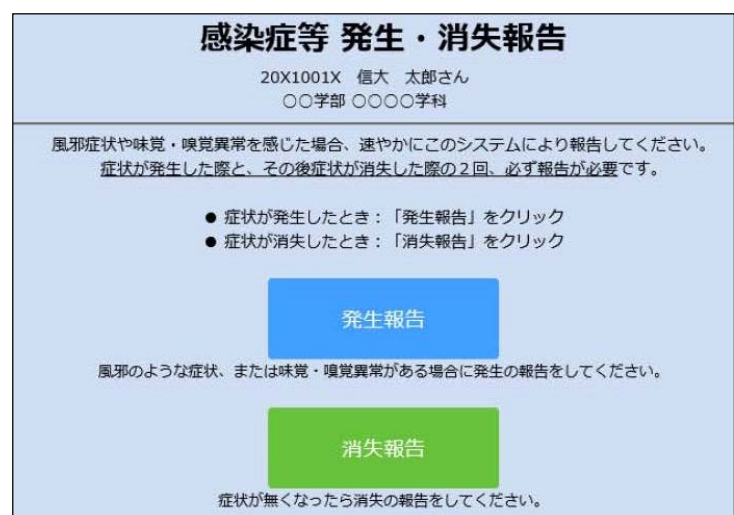 感染症等 発生・消失報告
20X1001X 信大 太郎さん
○○学部 ○○○○学科
風邪症状や味覚・嗅覚異常を感じた場合、速やかにこのシステムにより報告してください。
症状が発生した際と、その後症状が消失した際の２回、必ず報告が必要です。
● 症状が発生したとき：「発生報告」をクリック
● 症状が消失したとき：「消失報告」をクリック
発生報告
風邪のような症状、または味覚・嗅覚異常がある場合に発生の報告をしてください。
消失報告
症状が無くなったら消失の報告をしてください。